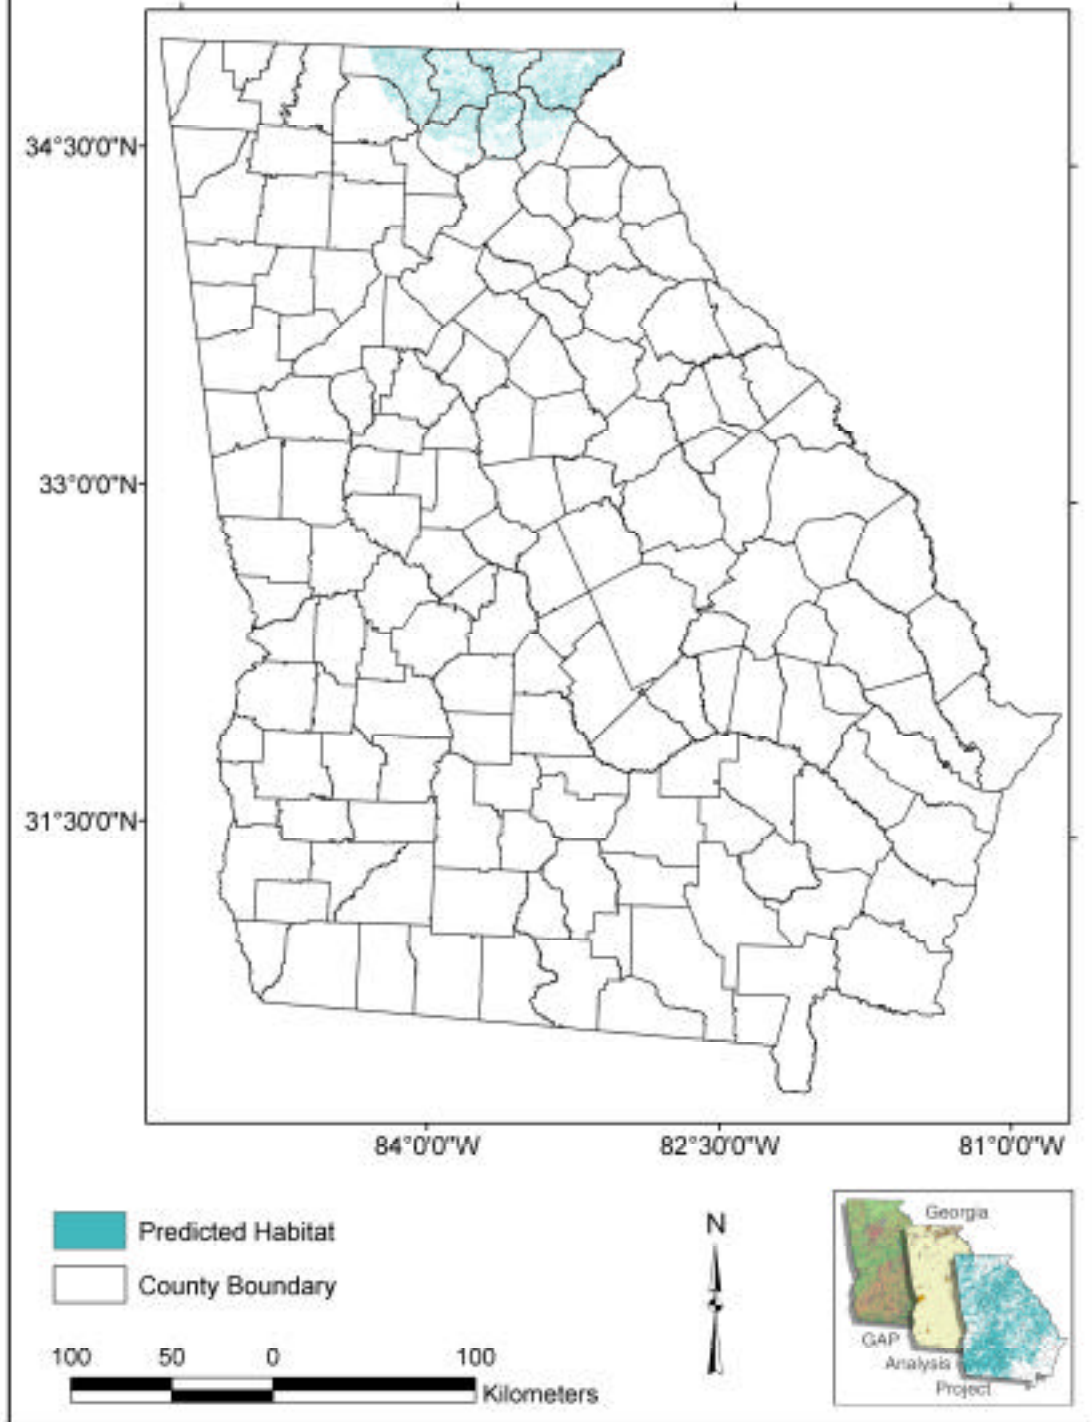 34°30'0"N
33°0'0"N
31°30'0"N
84°0'0"W 82°30'0"W 81°0'0"W
Predicted Habitat
County Boundary
N
100 50 0 100
Kilometers
Georgia
GAP
Analysis
Project